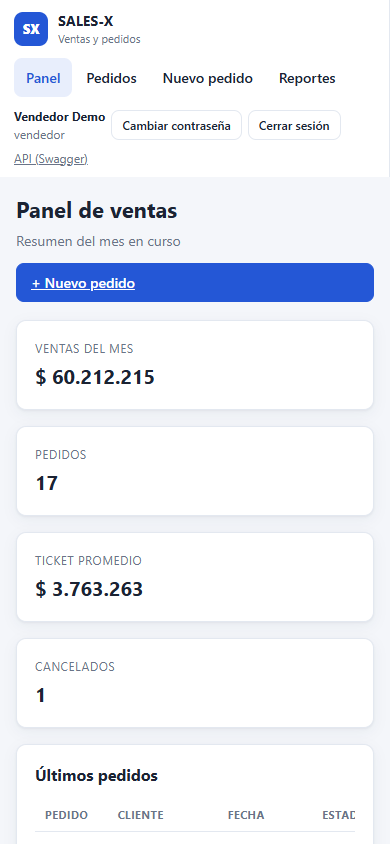 SX
SALES-X
Ventas y pedidos
Panel Pedidos Nuevo pedido Reportes
Vendedor Demo
vendedor
Cambiar contraseña
Cerrar sesión
API (Swagger)
Panel de ventas
Resumen del mes en curso
+ Nuevo pedido
VENTAS DEL MES
$ 60.212.215
PEDIDOS
17
TICKET PROMEDIO
$ 3.763.263
CANCELADOS
1
Últimos pedidos
PEDIDO CLIENTE FECHA ESTAD